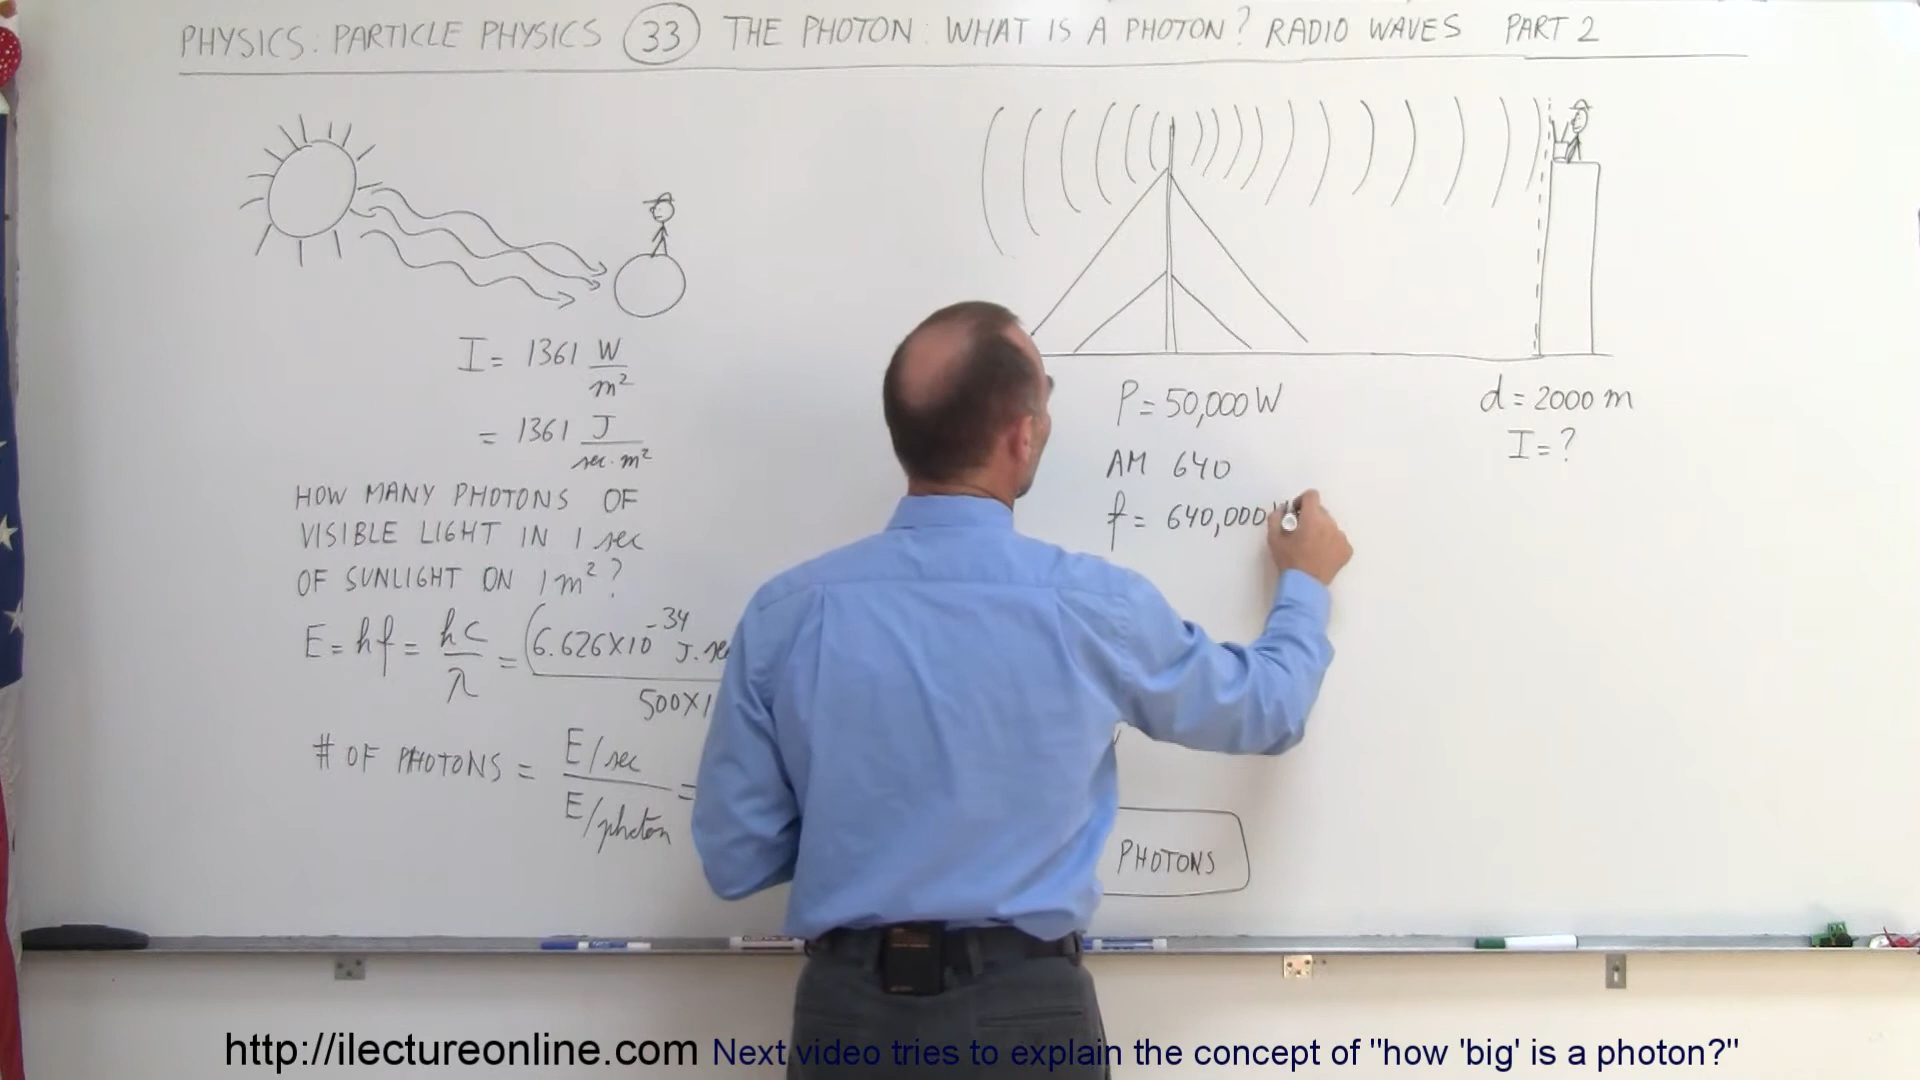 PHYSICS: PARTICLE PHYSICS 33 THE PHOTON: WHAT IS A PHOTON? RADIO WAVES PART 2
I = 1361 W/m²
= 1361 J/sec·m²
HOW MANY PHOTONS OF
VISIBLE LIGHT IN 1 sec
OF SUNLIGHT ON 1m²?
E = hf = hc/λ = (6.626X10⁻³⁴ J.sec
500X1
# OF PHOTONS = E/sec
E/photon
=
PHOTONS
P = 50,000 W
AM 640
f = 640,000
d = 2000 m
I = ?
http://ilectureonline.com Next video tries to explain the concept of "how 'big' is a photon?"